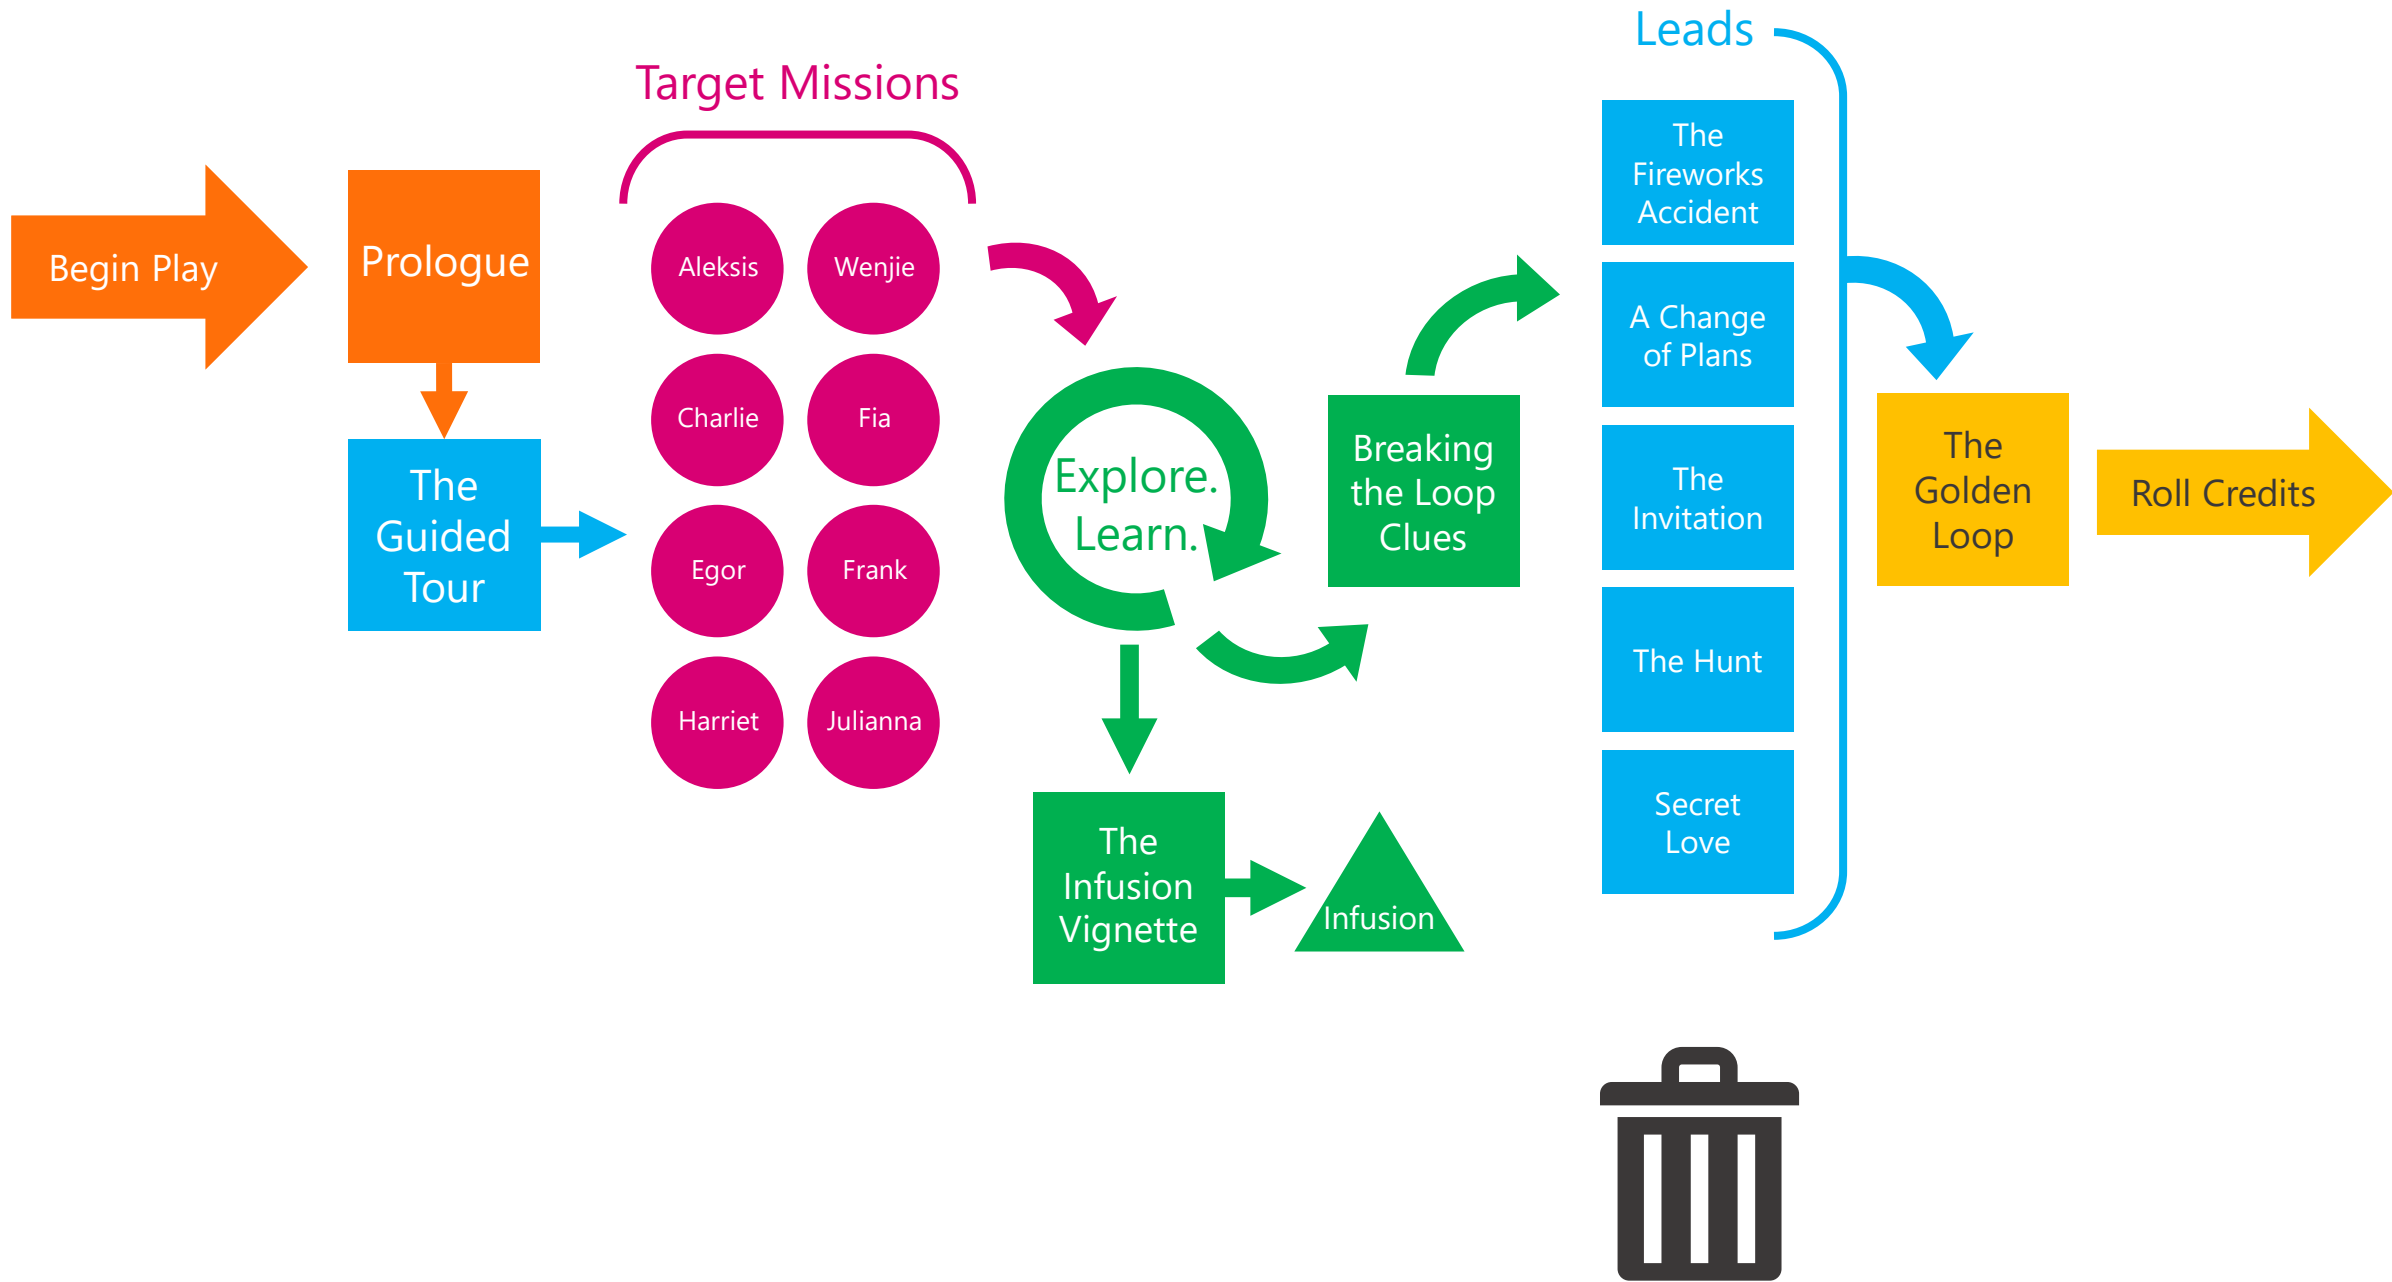 Begin Play
Prologue
The
Guided
Tour
Target Missions
Aleksis
Wenjie
Charlie
Fia
Egor
Frank
Harriet
Julianna
Explore.
Learn.
The
Infusion
Vignette
Infusion
Breaking
the Loop
Clues
Leads
The
Fireworks
Accident
A Change
of Plans
The
Invitation
The Hunt
Secret
Love
The
Golden
Loop
Roll Credits